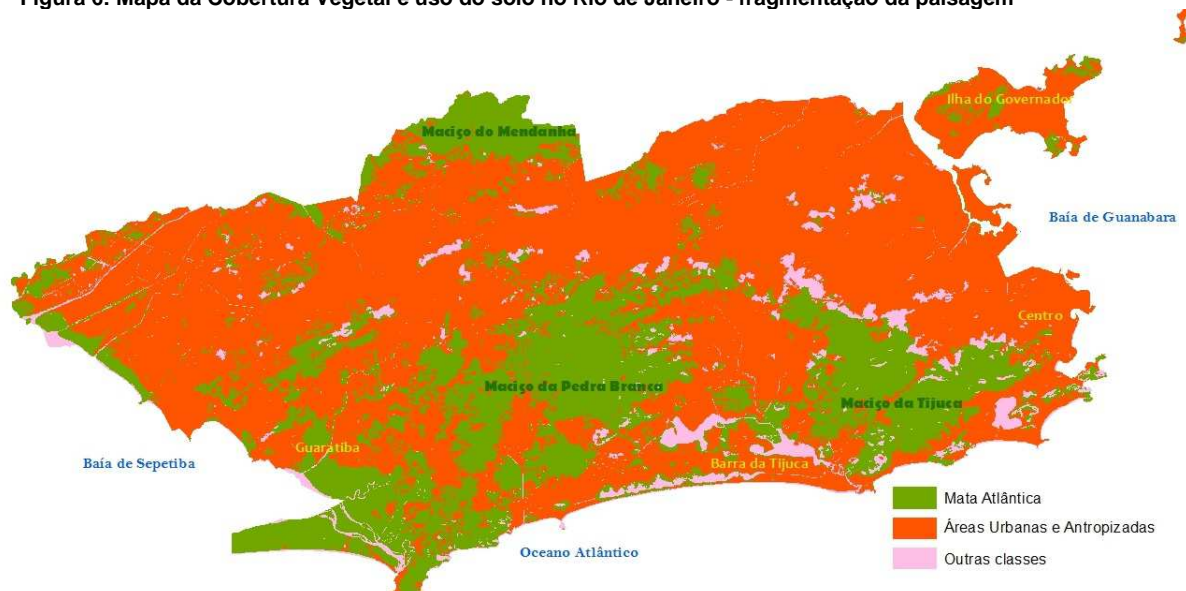 Figura 6: Mapa da Cobertura Vegetal e uso do solo no Rio de Janeiro - fragmentação da paisagem
Ilha do Governador
Maciço do Mendanha
Baía de Guanabara
Centro
Maciço da Pedra Branca
Maciço da Tijuca
Guaratiba
Baía de Sepetiba
Barra da Tijuca
Mata Atlântica
Áreas Urbanas e Antropizadas
Oceano Atlântico
Outras classes